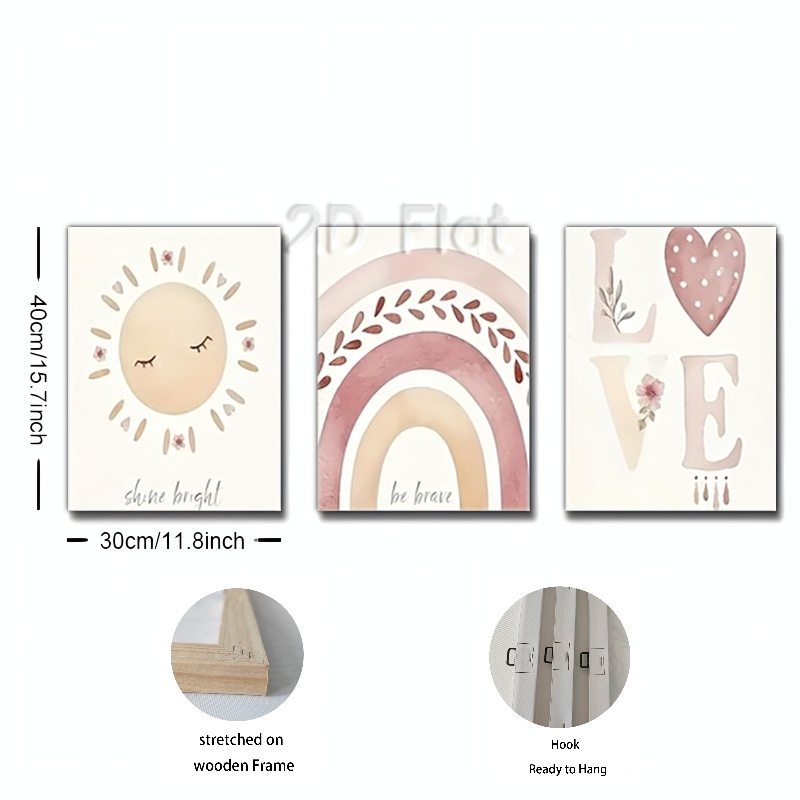 2D Flat
40cm/15.7inch
shine bright
be brave
L
V E
30cm/11.8inch
stretched on
wooden Frame
Hook
Ready to Hang